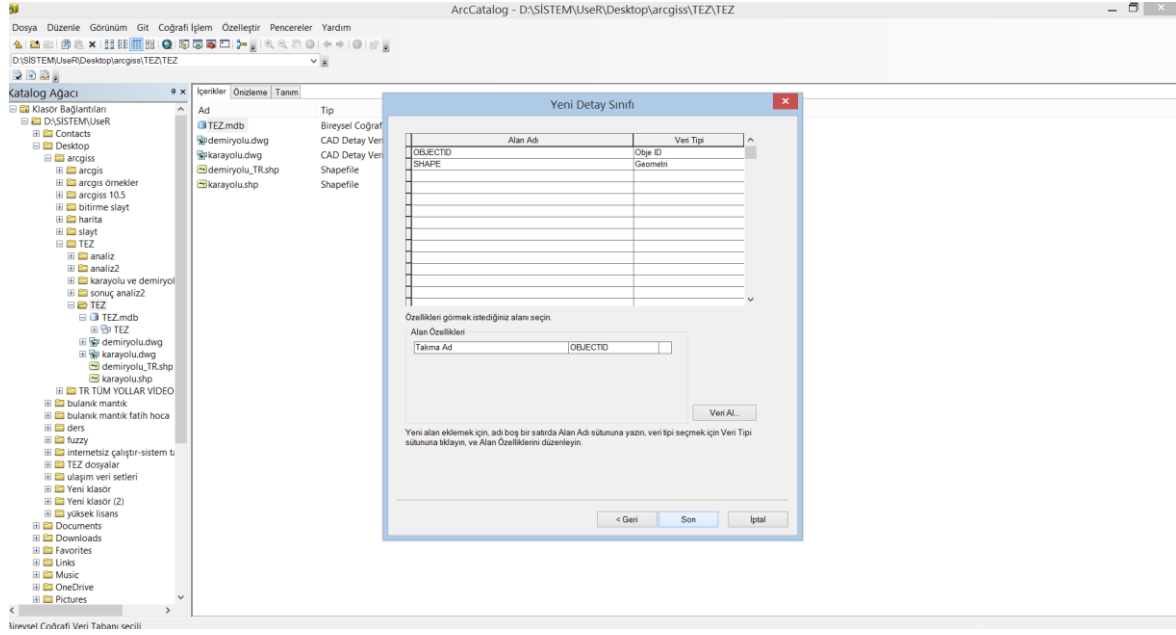 ArcCatalog - D:\SİSTEM\UseR\Desktop\arcgiss\TEZ\TEZ
Dosya Düzenle Görünüm Git Coğrafi İşlem Özelleştir Pencereler Yardım
D:\SİSTEM\UseR\Desktop\arcgiss\TEZ\TEZ
Katalog Ağacı
Klasör Bağlantıları
D:\SİSTEM\UseR
Contacts
Desktop
arcgiss
arcgis
arcgis örnekler
arcgiss 10.5
bitirme slayt
harita
slayt
TEZ
analiz
analiz2
karayolu ve demiryol
sonuç analiz2
TEZ
TEZ.mdb
TEZ
demiryolu.dwg
karayolu.dwg
demiryolu_TR.shp
karayolu.shp
TR TÜM YOLLAR VİDEO
bulanık mantık
bulanık mantık fatih hoca
ders
fuzzy
internetsiz çalıştır-sistem ta
TEZ dosyalar
ulaşım veri setleri
Yeni klasör
Yeni klasör (2)
yüksek lisans
Documents
Downloads
Favorites
Links
Music
OneDrive
Pictures
İçerikler Önizleme Tanım
Ad Tip
TEZ.mdb Bireysel Coğraf
demiryolu.dwg CAD Detay Veri
karayolu.dwg CAD Detay Veri
demiryolu_TR.shp Shapefile
karayolu.shp Shapefile
Yeni Detay Sınıfı
Alan Adı Veri Tipi
OBJECTID Obje ID
SHAPE Geometri
Özellikleri görmek istediğiniz alanı seçin.
Alan Özellikleri
Takma Ad OBJECTID
Veri Al...
Yeni alan eklemek için, adı boş bir satırda Alan Adı sütununa yazın, veri tipi seçmek için Veri Tipi
sütununa tıklayın, ve Alan Özelliklerini düzenleyin.
< Geri Son İptal
Bireysel Coğrafi Veri Tabanı seçili